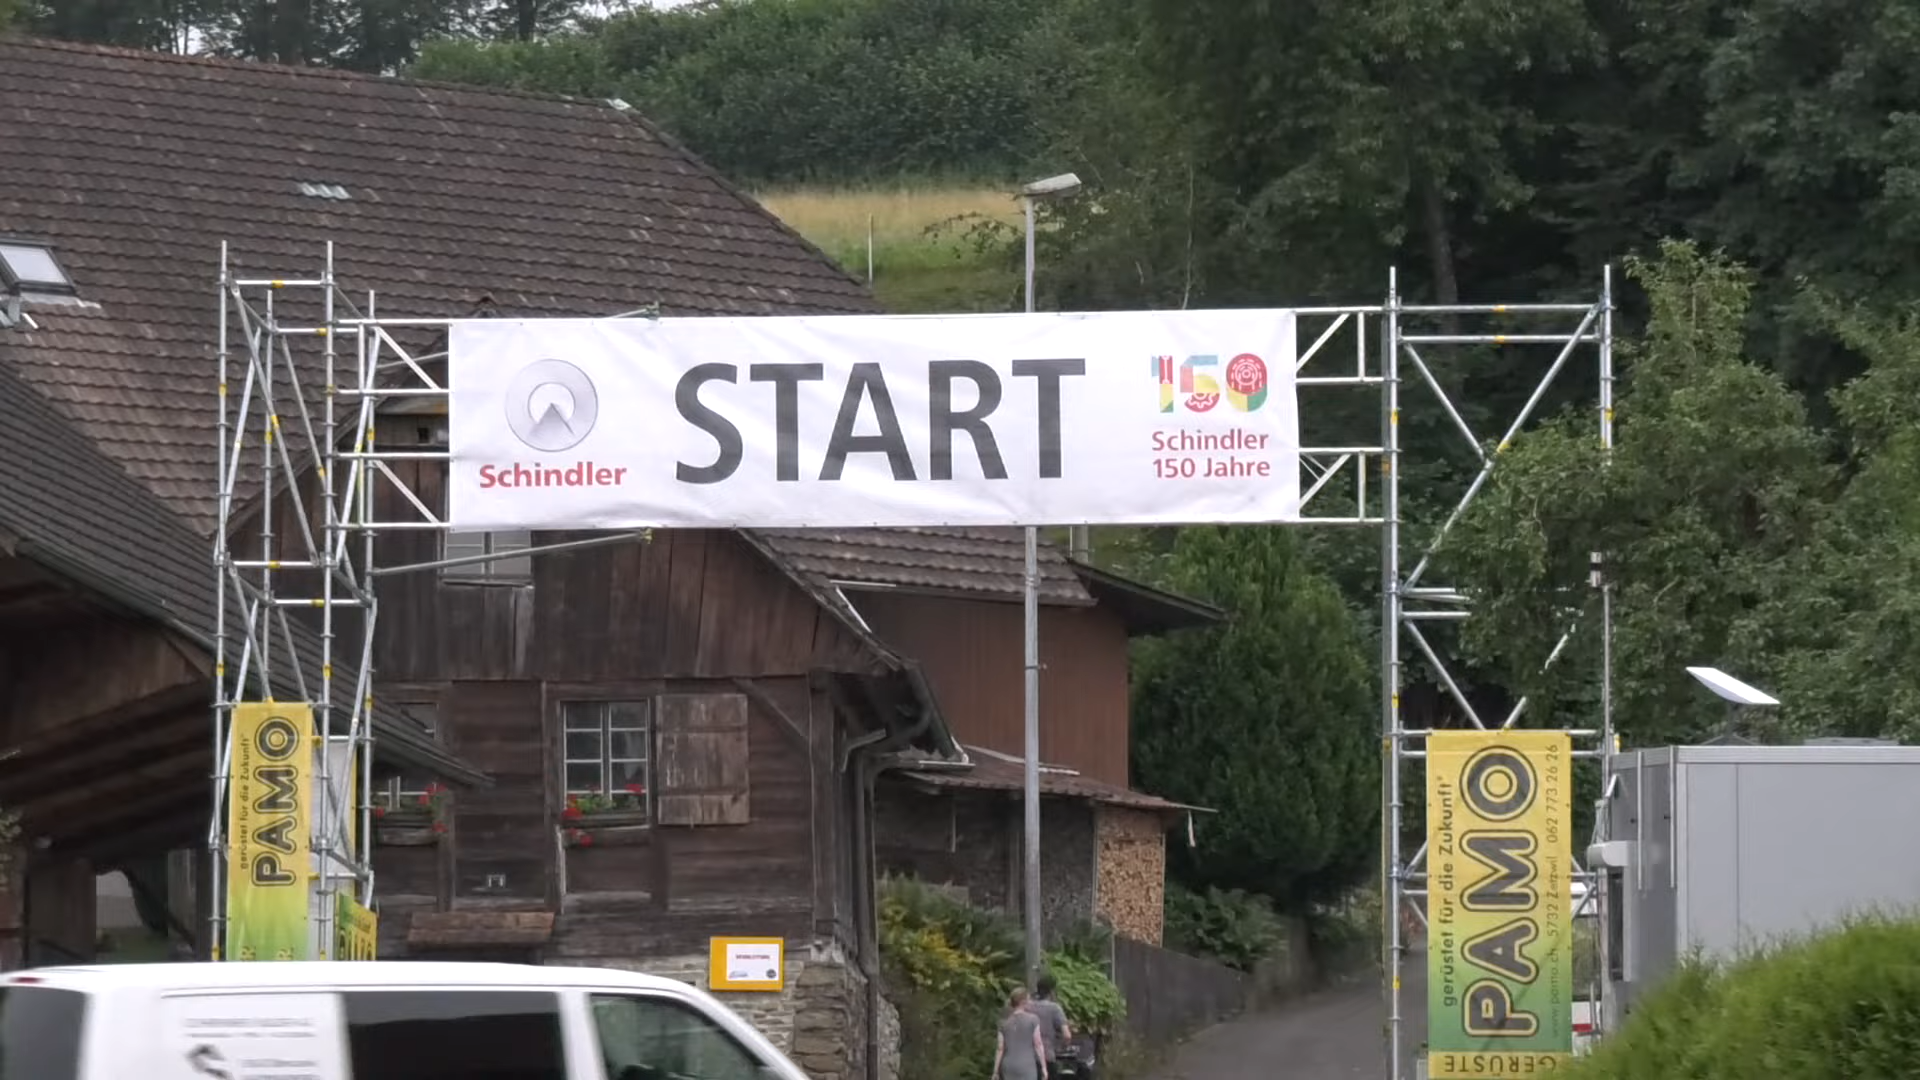 Schindler
START
150
Schindler
150 Jahre
gerüstet für die Zukunft
PAMO
gerüstet für die Zukunft
PAMO
www.pamo.ch 5732 Zetzwil 062 773 26 26
GERÜSTE